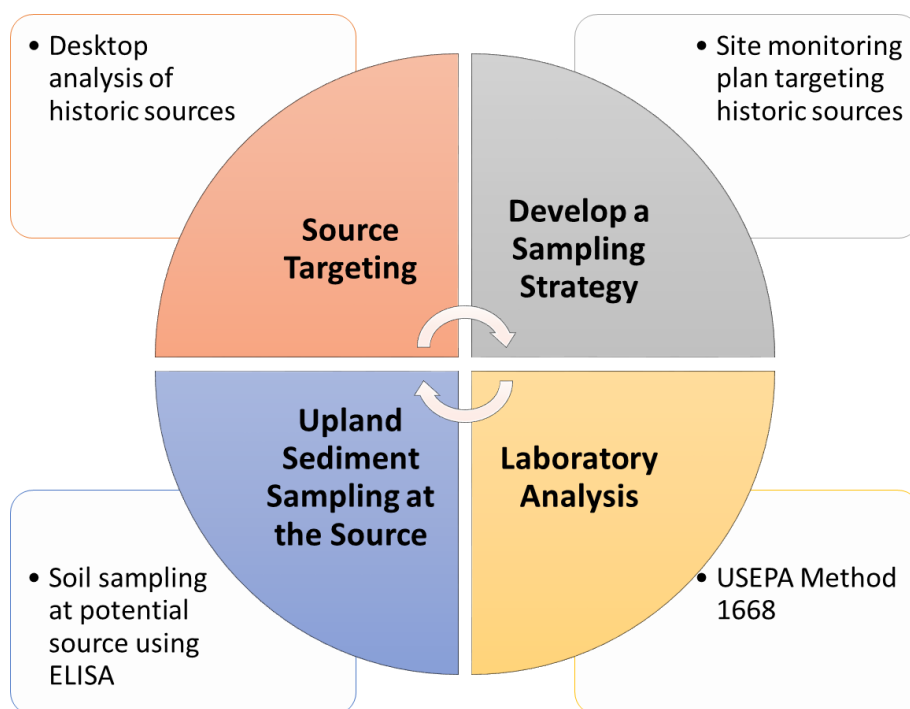 • Desktop
analysis of
historic sources
• Site monitoring
plan targeting
historic sources
Source
Targeting
Develop a
Sampling
Strategy
Upland
Sediment
Sampling at
the Source
Laboratory
Analysis
• Soil sampling
at potential
source using
ELISA
• USEPA Method
1668